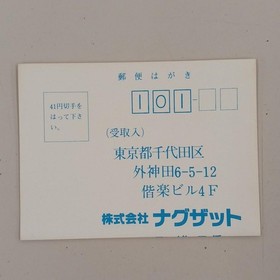 郵便はがき
101-
41円切手を
はって下さ
い。
(受取人)
東京都千代田区
外神田6-5-12
偕楽ビル4F
株式会社 ナグザット